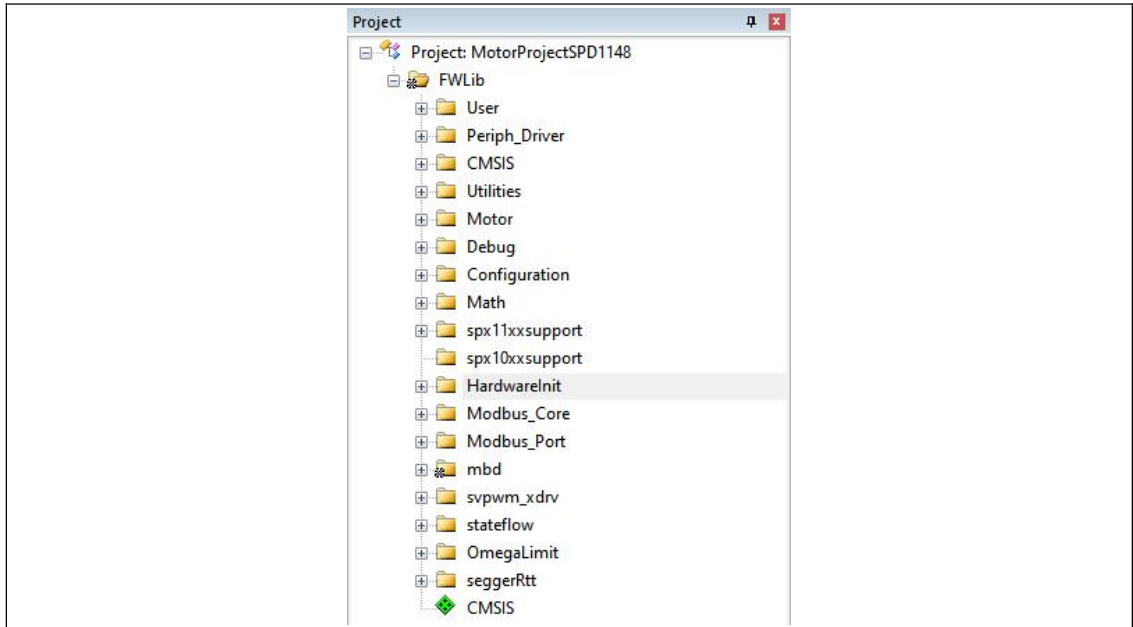 Project
Project: MotorProjectSPD1148
FWLib
User
Periph_Driver
CMSIS
Utilities
Motor
Debug
Configuration
Math
spx11xxsupport
spx10xxsupport
HardwareInit
Modbus_Core
Modbus_Port
mbd
svpwm_xdrv
stateflow
OmegaLimit
seggerRtt
CMSIS